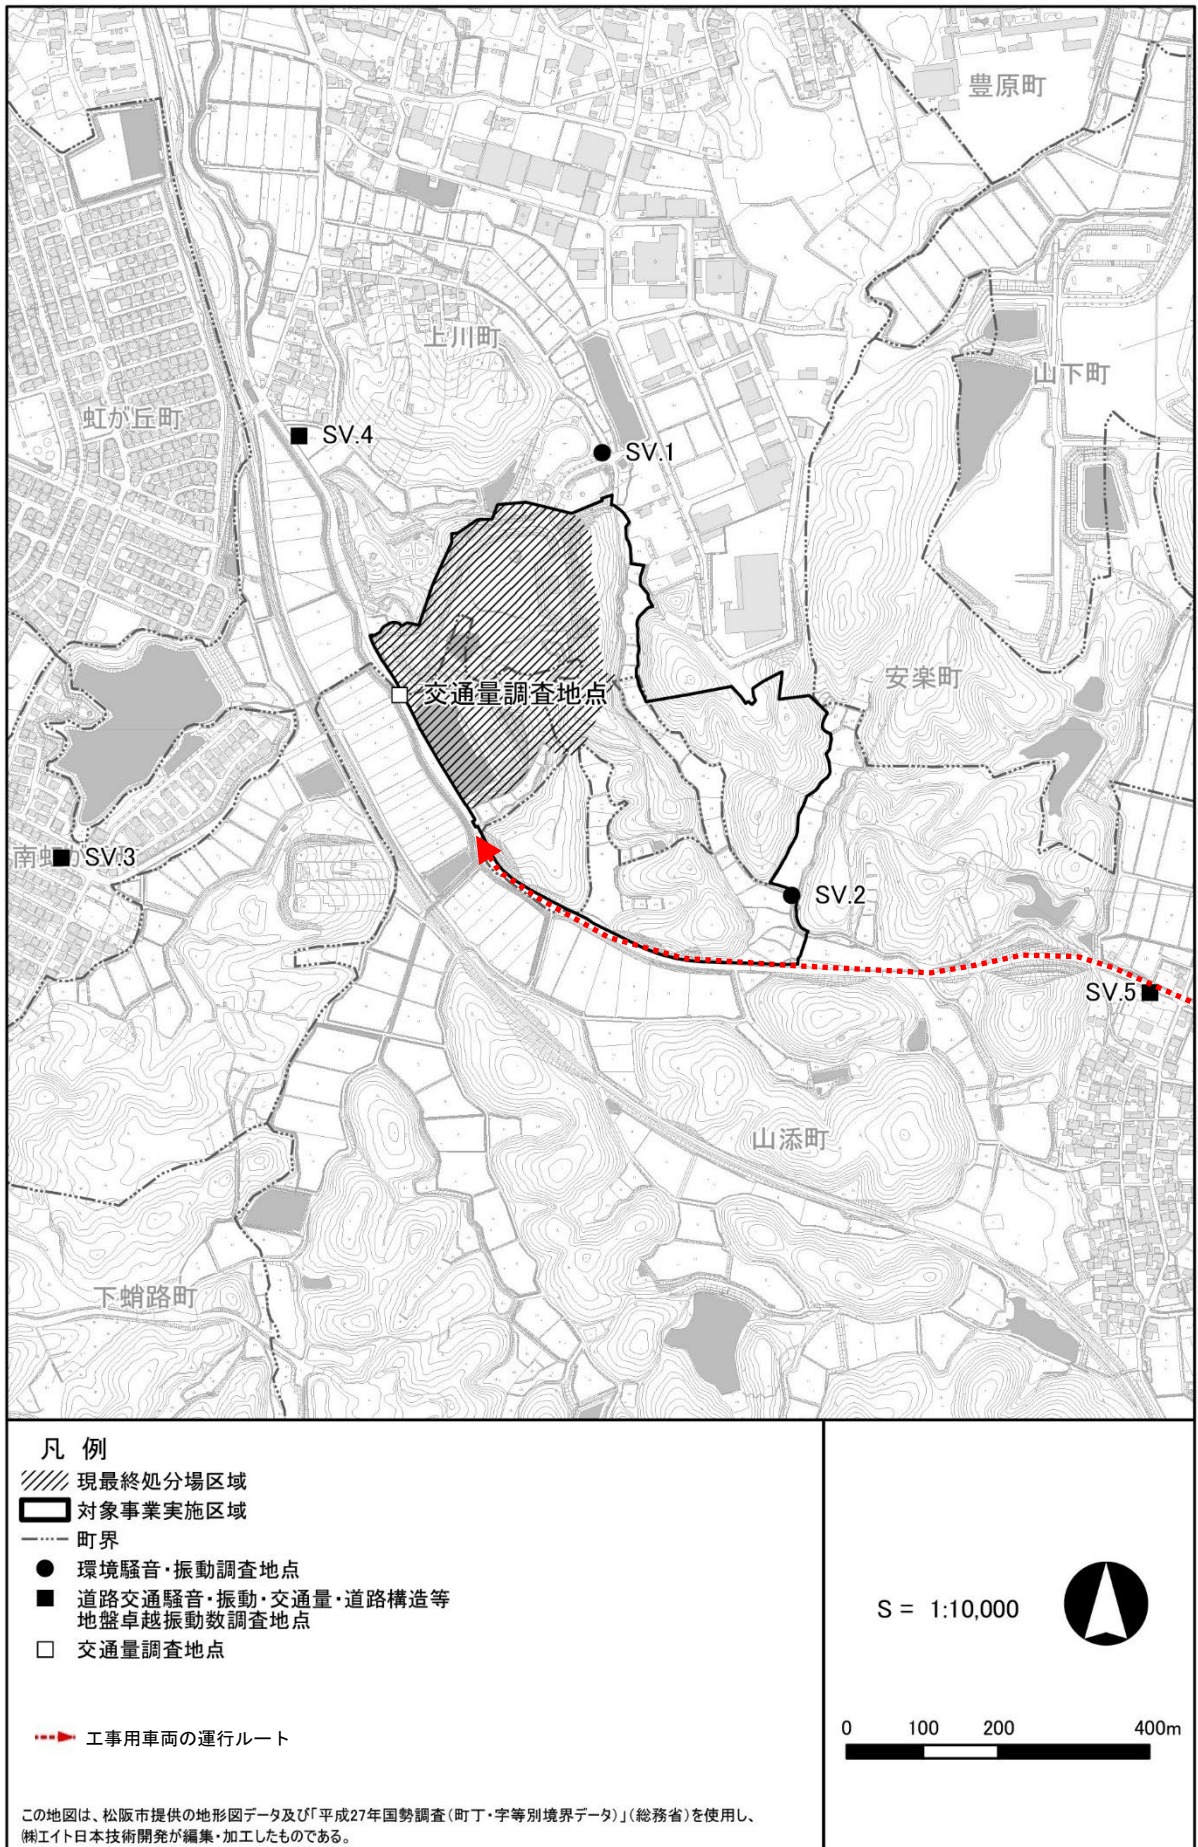 豊原町
上川町
山下町
虹が丘町
SV.4
SV.1
安楽町
交通量調査地点
南虹が
SV.3
SV.2
SV.5
山添町
下蛸路町
凡 例
現最終処分場区域
対象事業実施区域
町界
環境騒音・振動調査地点
道路交通騒音・振動・交通量・道路構造等
地盤卓越振動数調査地点
交通量調査地点
工事用車両の運行ルート
S = 1:10,000
0 100 200 400m
この地図は、松阪市提供の地形図データ及び「平成27年国勢調査(町丁・字等別境界データ)」(総務省)を使用し、
㈱エイト日本技術開発が編集・加工したものである。